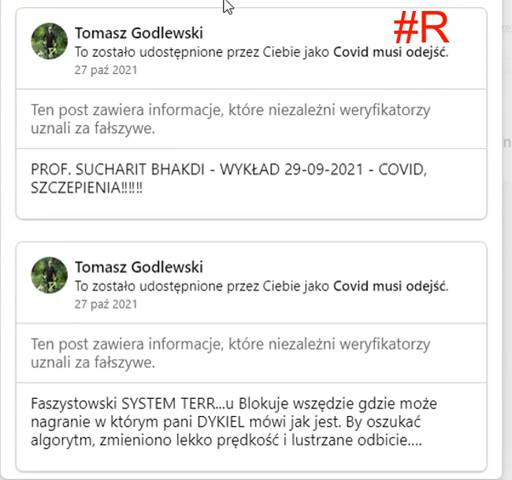 #R
Tomasz Godlewski
To zostało udostępnione przez Ciebie jako Covid musi odejść.
27 paź 2021
Ten post zawiera informacje, które niezależni weryfikatorzy
uznali za fałszywe.
PROF. SUCHARIT BHAKDI - WYKŁAD 29-09-2021 - COVID,
SZCZEPIENIA!!!!!!
Tomasz Godlewski
To zostało udostępnione przez Ciebie jako Covid musi odejść.
27 paź 2021
Ten post zawiera informacje, które niezależni weryfikatorzy
uznali za fałszywe.
Faszystowski SYSTEM TERR...u Blokuje wszędzie gdzie może
nagranie w którym pani DYKIEL mówi jak jest. By oszukać
algorytm, zmieniono lekko prędkość i lustrzane odbicie....